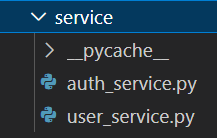 service
__pycache__
auth_service.py
user_service.py